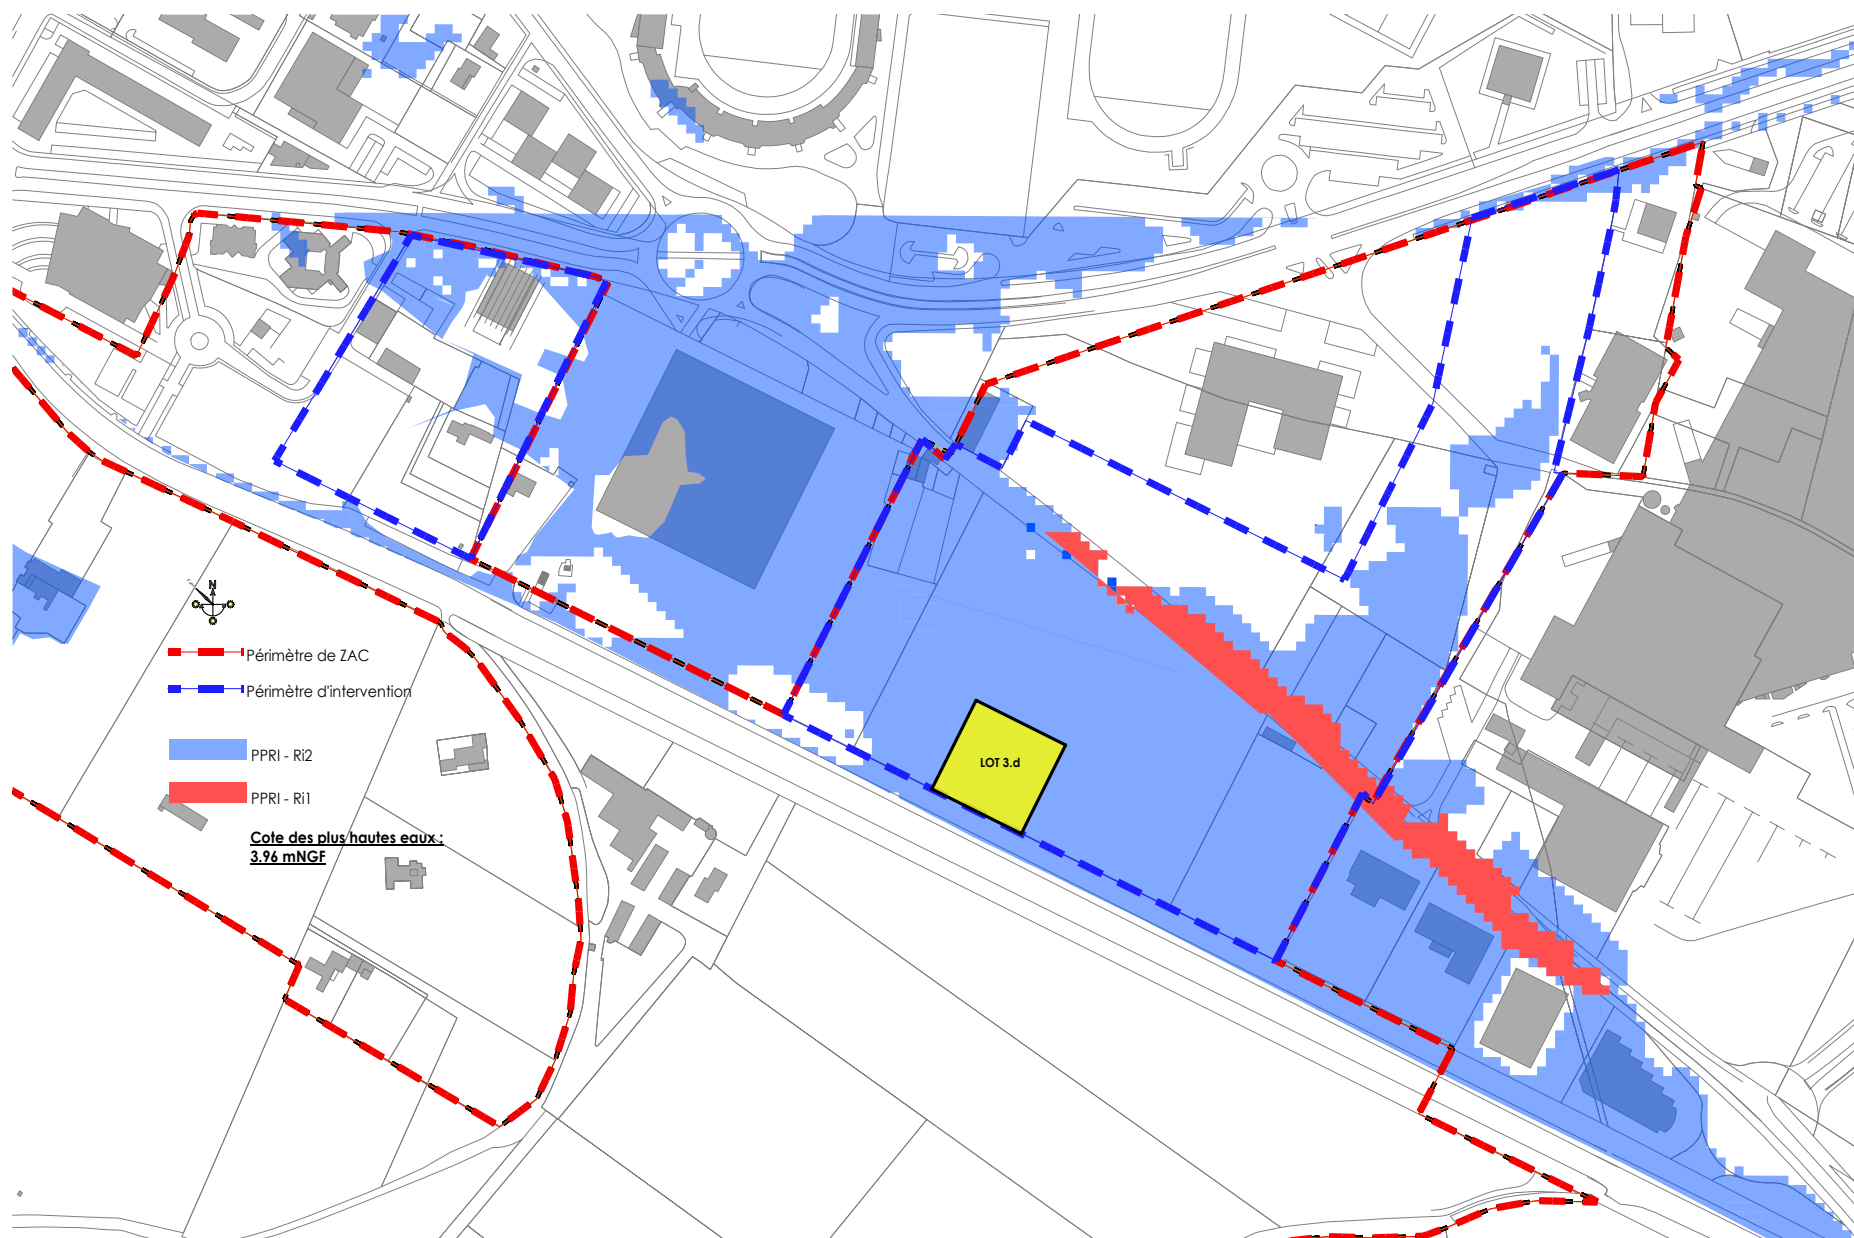 N
Périmètre de ZAC
Périmètre d'intervention
LOT 3.d
PPRI - Ri2
PPRI - Ri1
Cote des plus hautes eaux :
3.96 mNGF